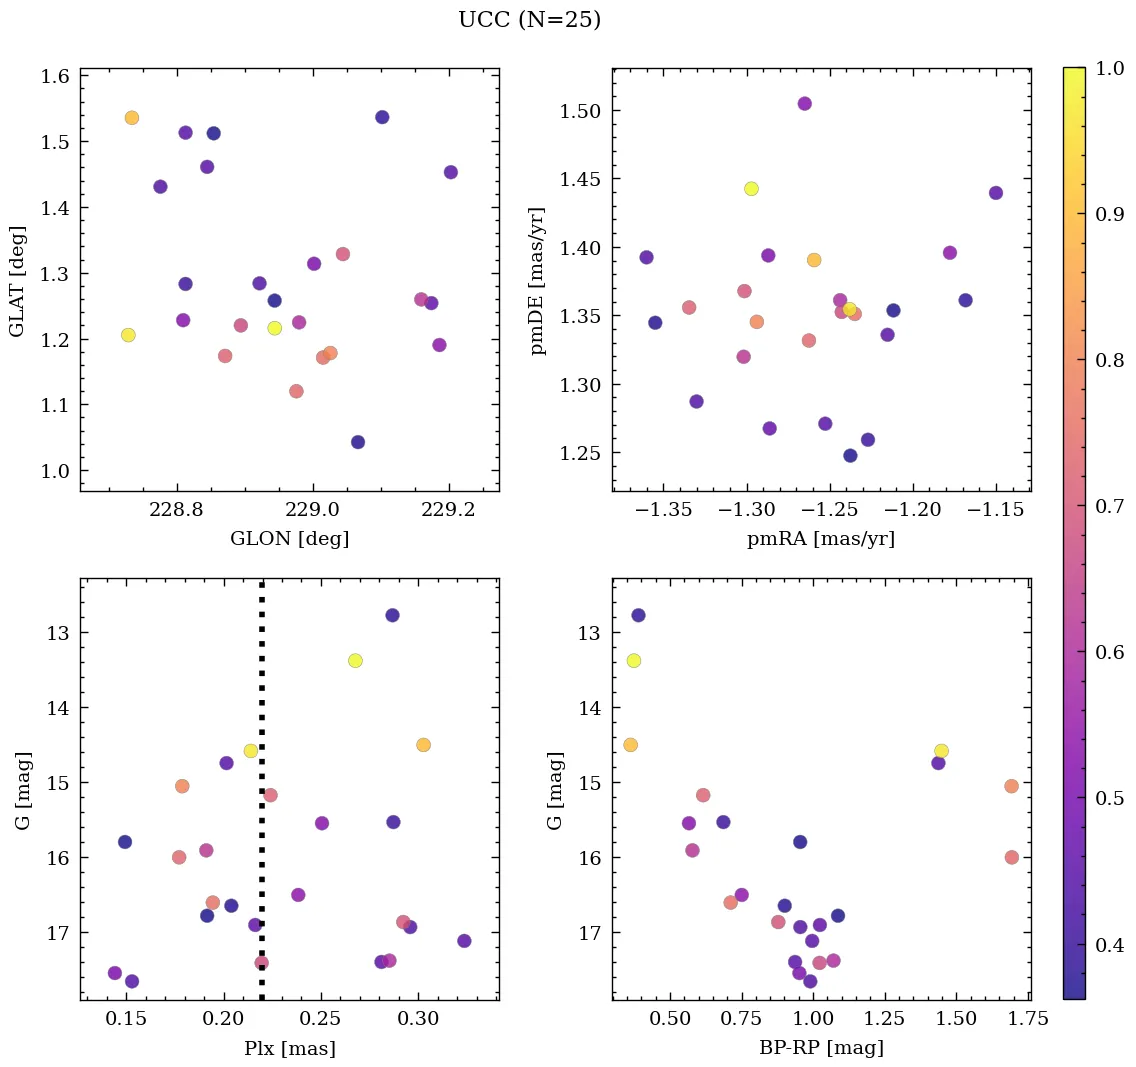 UCC (N=25)
1.6
1.5
1.4
1.3
1.2
1.1
1.0
GLAT [deg]
228.8 229.0 229.2
GLON [deg]
1.50
1.45
1.40
1.35
1.30
1.25
pmDE [mas/yr]
−1.35 −1.30 −1.25 −1.20 −1.15
pmRA [mas/yr]
13
14
15
16
17
G [mag]
0.15 0.20 0.25 0.30
Plx [mas]
13
14
15
16
17
G [mag]
0.50 0.75 1.00 1.25 1.50 1.75
BP-RP [mag]
1.0
0.9
0.8
0.7
0.6
0.5
0.4